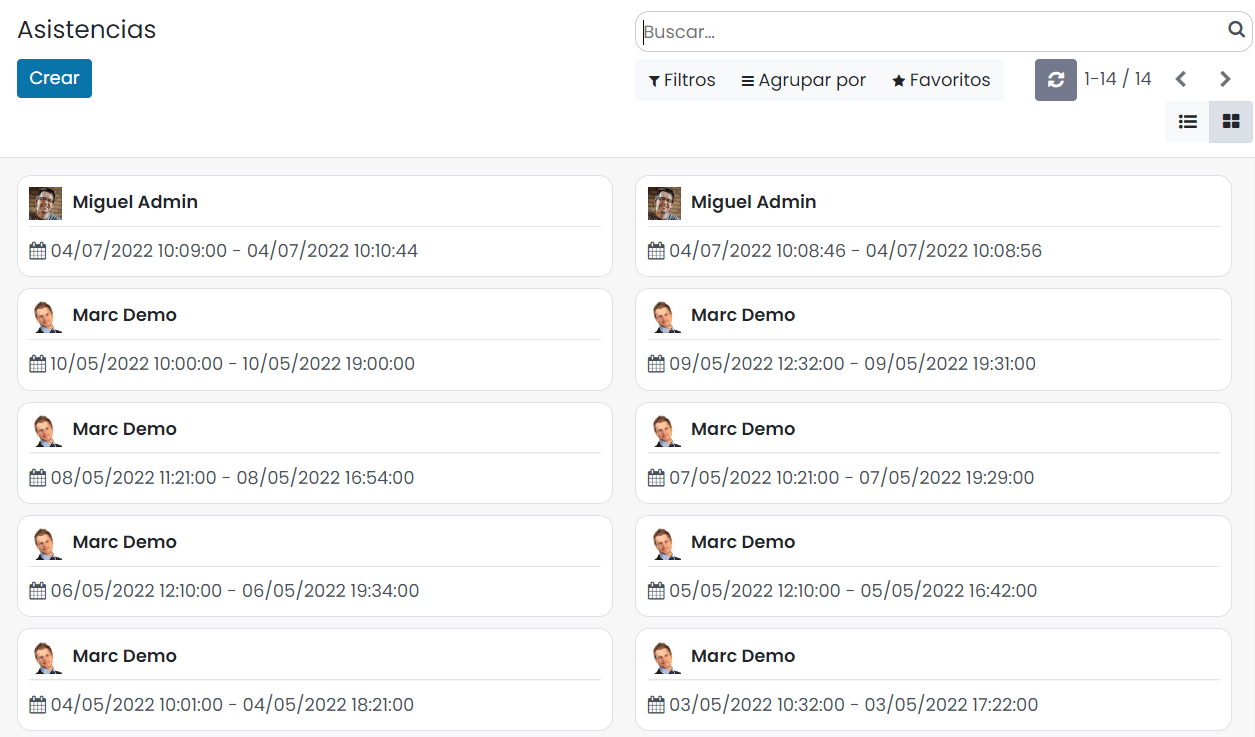 Asistencias
Buscar...
Crear
Filtros Agrupar por Favoritos 1-14 / 14
Miguel Admin
04/07/2022 10:09:00 - 04/07/2022 10:10:44
Miguel Admin
04/07/2022 10:08:46 - 04/07/2022 10:08:56
Marc Demo
10/05/2022 10:00:00 - 10/05/2022 19:00:00
Marc Demo
09/05/2022 12:32:00 - 09/05/2022 19:31:00
Marc Demo
08/05/2022 11:21:00 - 08/05/2022 16:54:00
Marc Demo
07/05/2022 10:21:00 - 07/05/2022 19:29:00
Marc Demo
06/05/2022 12:10:00 - 06/05/2022 19:34:00
Marc Demo
05/05/2022 12:10:00 - 05/05/2022 16:42:00
Marc Demo
04/05/2022 10:01:00 - 04/05/2022 18:21:00
Marc Demo
03/05/2022 10:32:00 - 03/05/2022 17:22:00